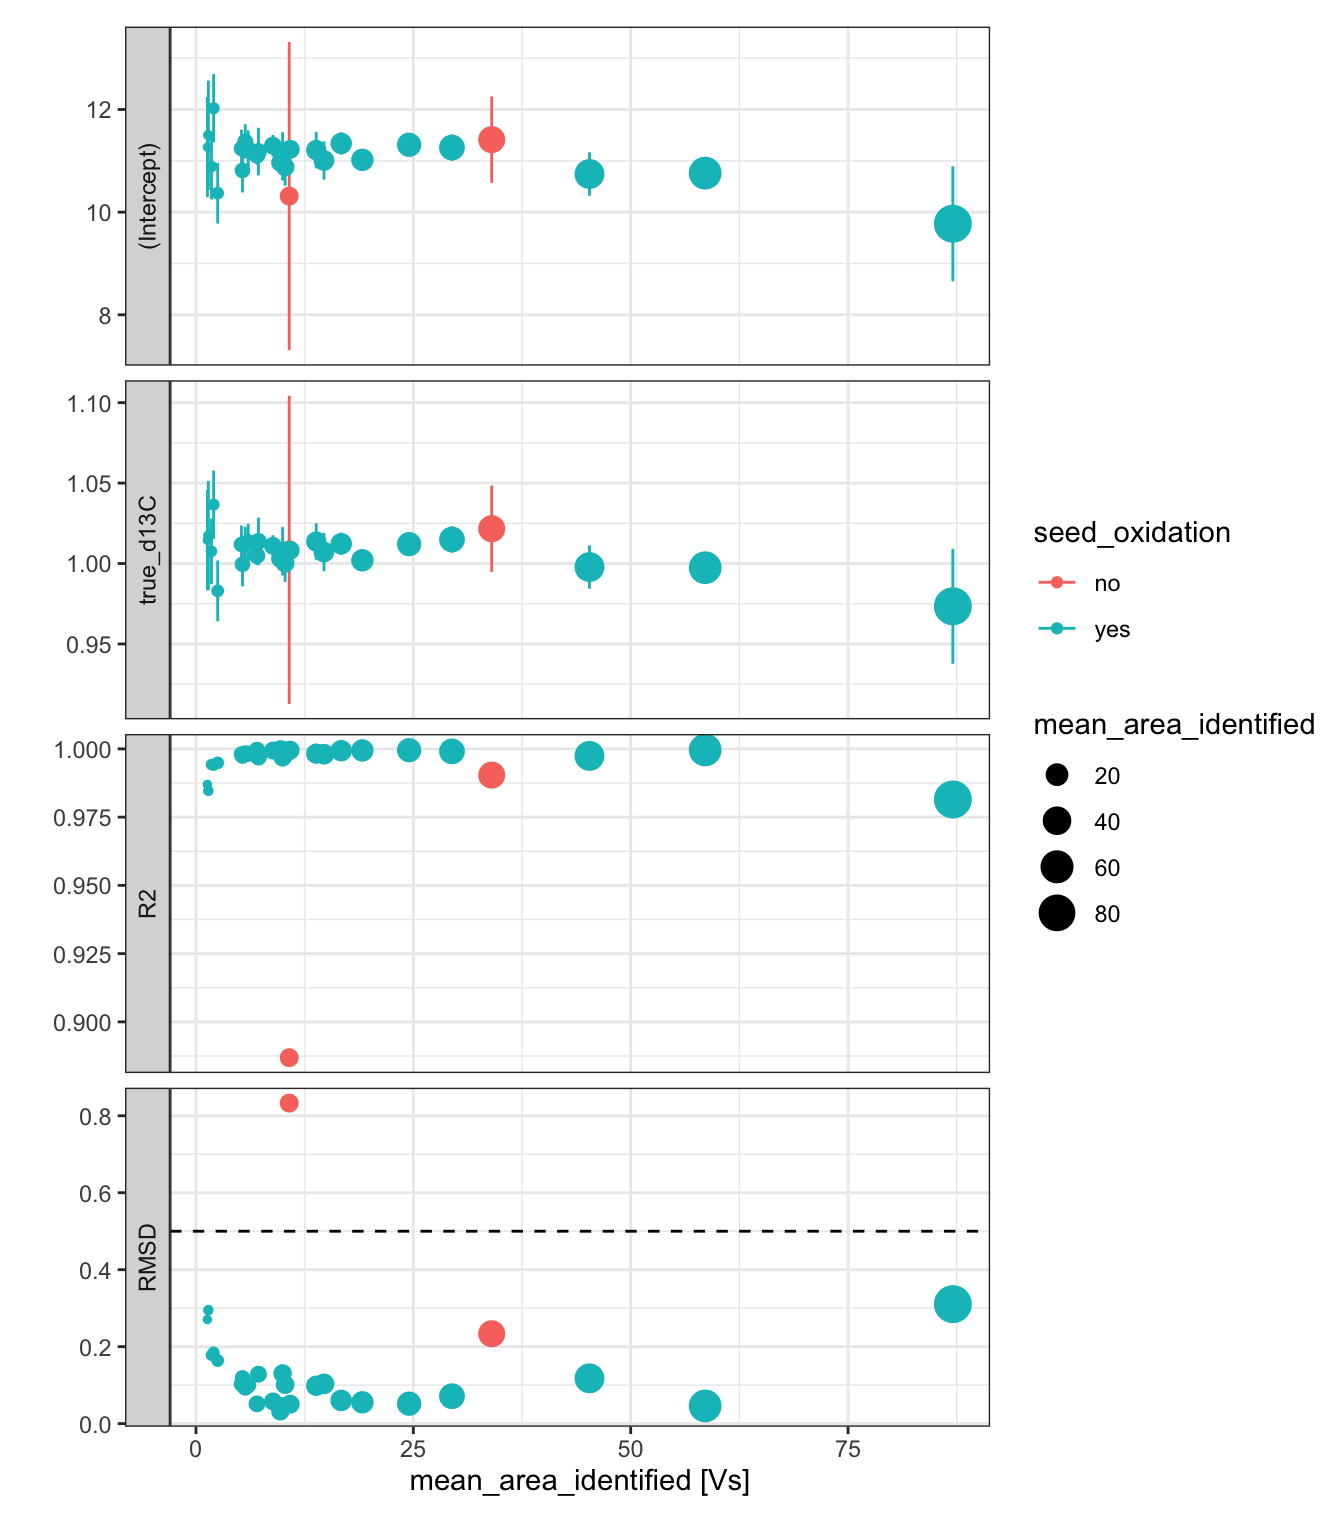 (Intercept)
12
10
8
true_d13C
1.10
1.05
1.00
0.95
R2
1.000
0.975
0.950
0.925
0.900
RMSD
0.8
0.6
0.4
0.2
0.0
0
25
50
75
mean_area_identified [Vs]
seed_oxidation
no
yes
mean_area_identified
20
40
60
80